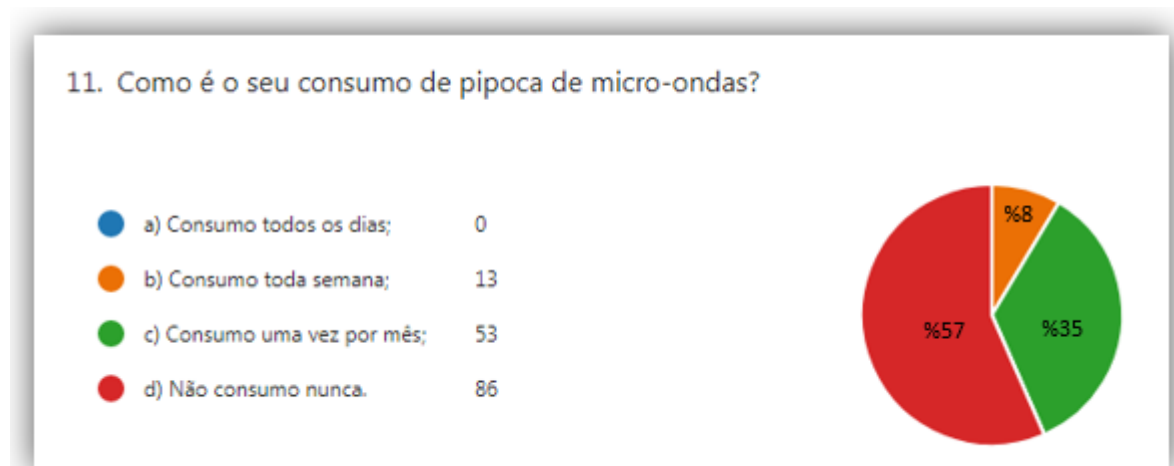 11. Como é o seu consumo de pipoca de micro-ondas?
a) Consumo todos os dias; 0
b) Consumo toda semana; 13
c) Consumo uma vez por mês; 53
d) Não consumo nunca. 86
%8
%57
%35